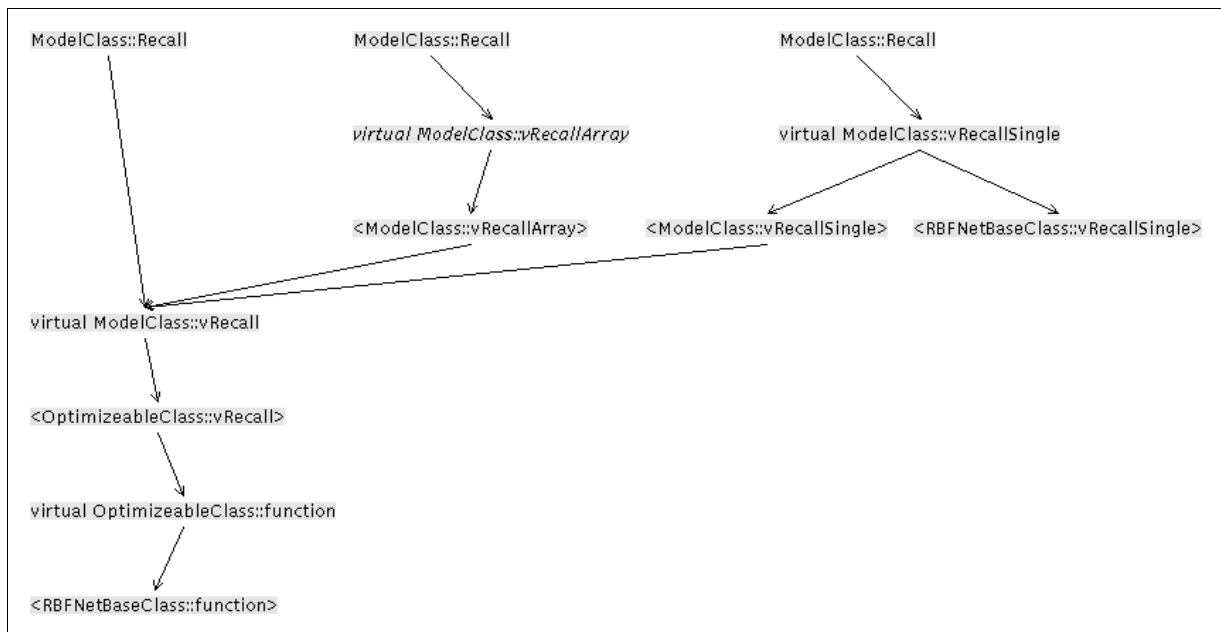 ModelClass::Recall
ModelClass::Recall
ModelClass::Recall
virtual ModelClass::vRecallArray
virtual ModelClass::vRecallSingle
<ModelClass::vRecallArray>
<ModelClass::vRecallSingle>
<RBFNetBaseClass::vRecallSingle>
virtual ModelClass::vRecall
<OptimizeableClass::vRecall>
virtual OptimizeableClass::function
<RBFNetBaseClass::function>